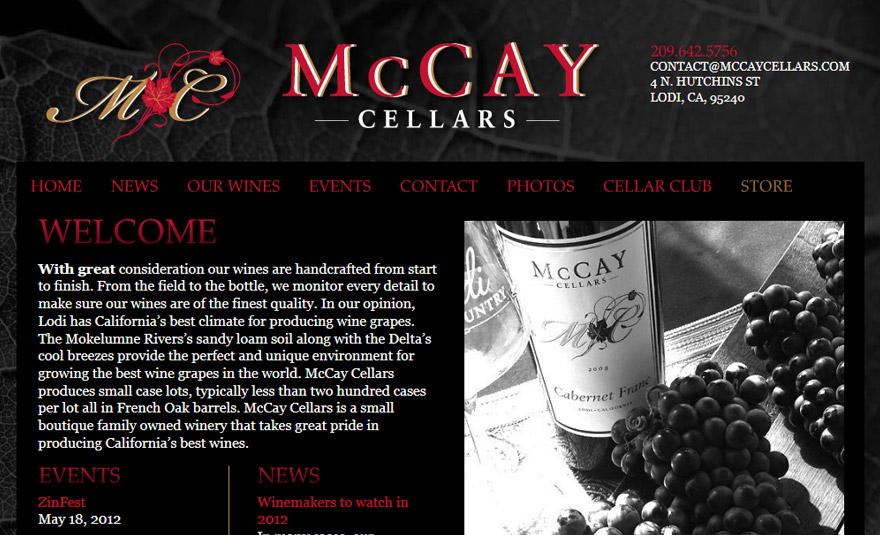 M C
McCAY
CELLARS
209.642.5756
CONTACT@MCCAYCELLARS.COM
4 N. HUTCHINS ST
LODI, CA, 95240
HOME NEWS OUR WINES EVENTS CONTACT PHOTOS CELLAR CLUB STORE
WELCOME
With great consideration our wines are handcrafted from start
to finish. From the field to the bottle, we monitor every detail to
make sure our wines are of the finest quality. In our opinion,
Lodi has California's best climate for producing wine grapes.
The Mokelumne Rivers's sandy loam soil along with the Delta's
cool breezes provide the perfect and unique environment for
growing the best wine grapes in the world. McCay Cellars
produces small case lots, typically less than two hundred cases
per lot all in French Oak barrels. McCay Cellars is a small
boutique family owned winery that takes great pride in
producing California's best wines.
McCAY
CELLARS
M C
2008
Cabernet Franc
LODI - CALIFORNIA
EVENTS
ZinFest
May 18, 2012
NEWS
Winemakers to watch in
2012